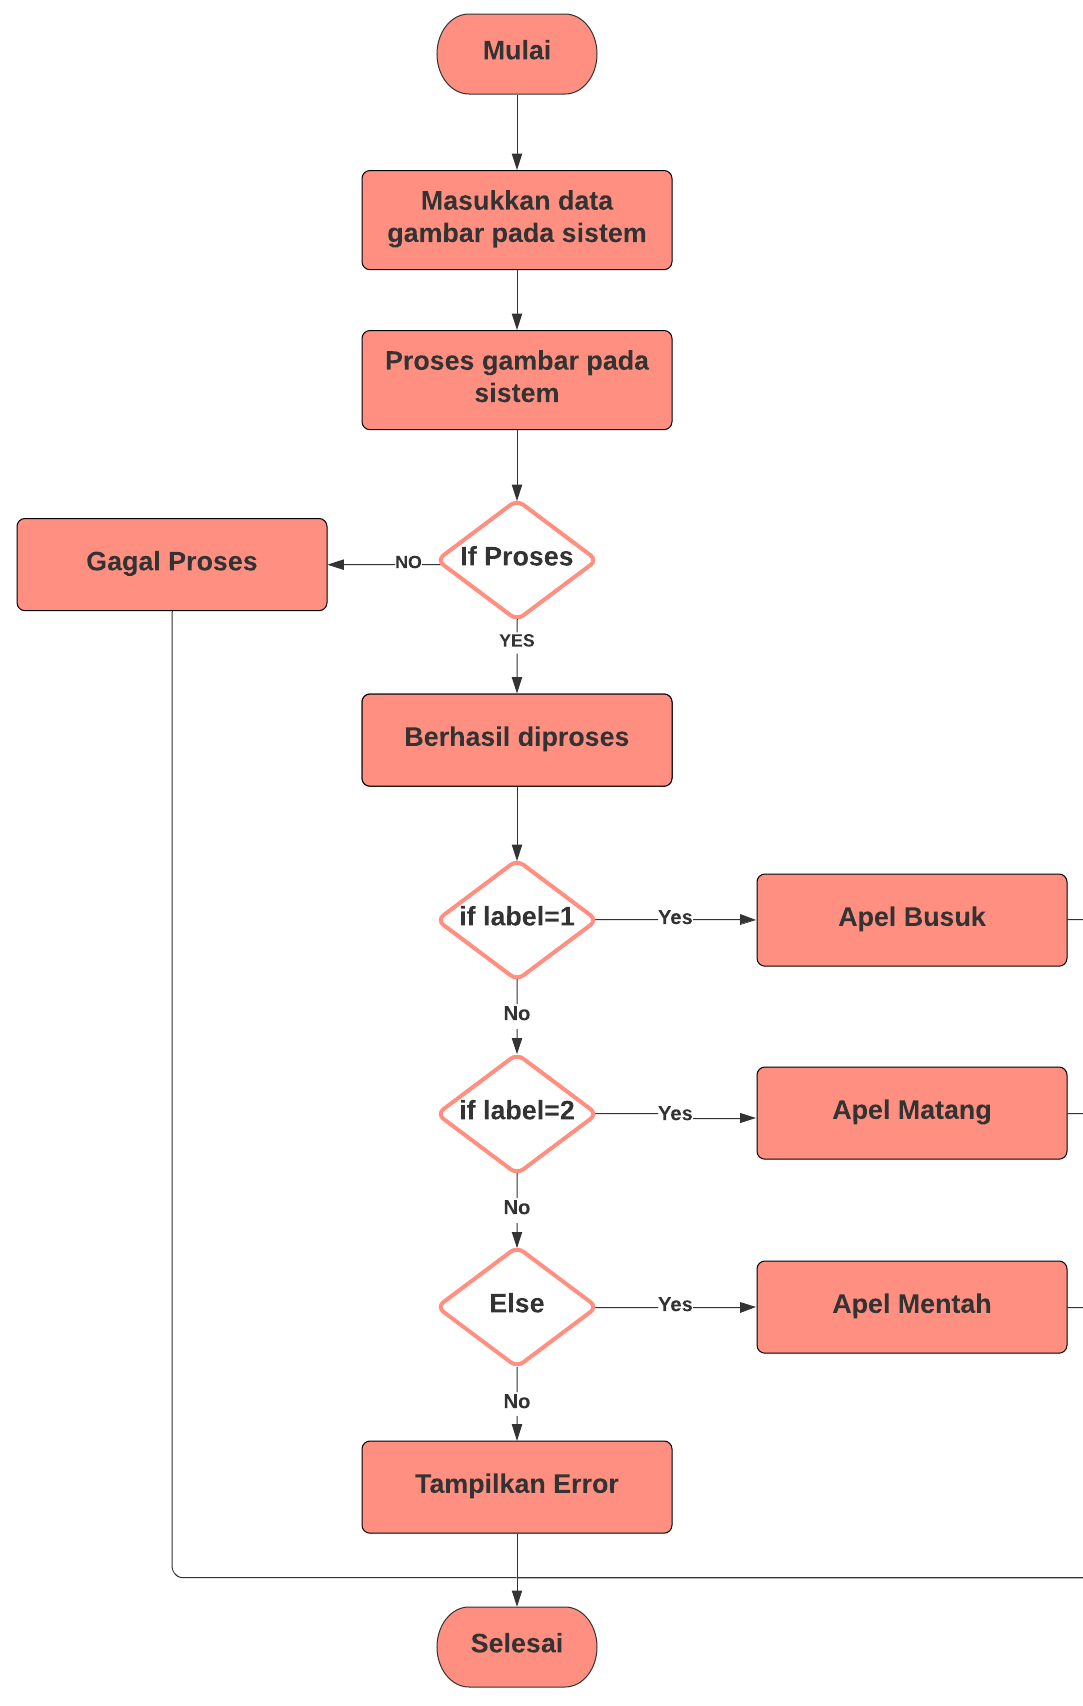 Mulai
Masukkan data
gambar pada sistem
Proses gambar pada
sistem
If Proses
NO
Gagal Proses
YES
Berhasil diproses
if label=1
Yes
Apel Busuk
No
if label=2
Yes
Apel Matang
No
Else
Yes
Apel Mentah
No
Tampilkan Error
Selesai